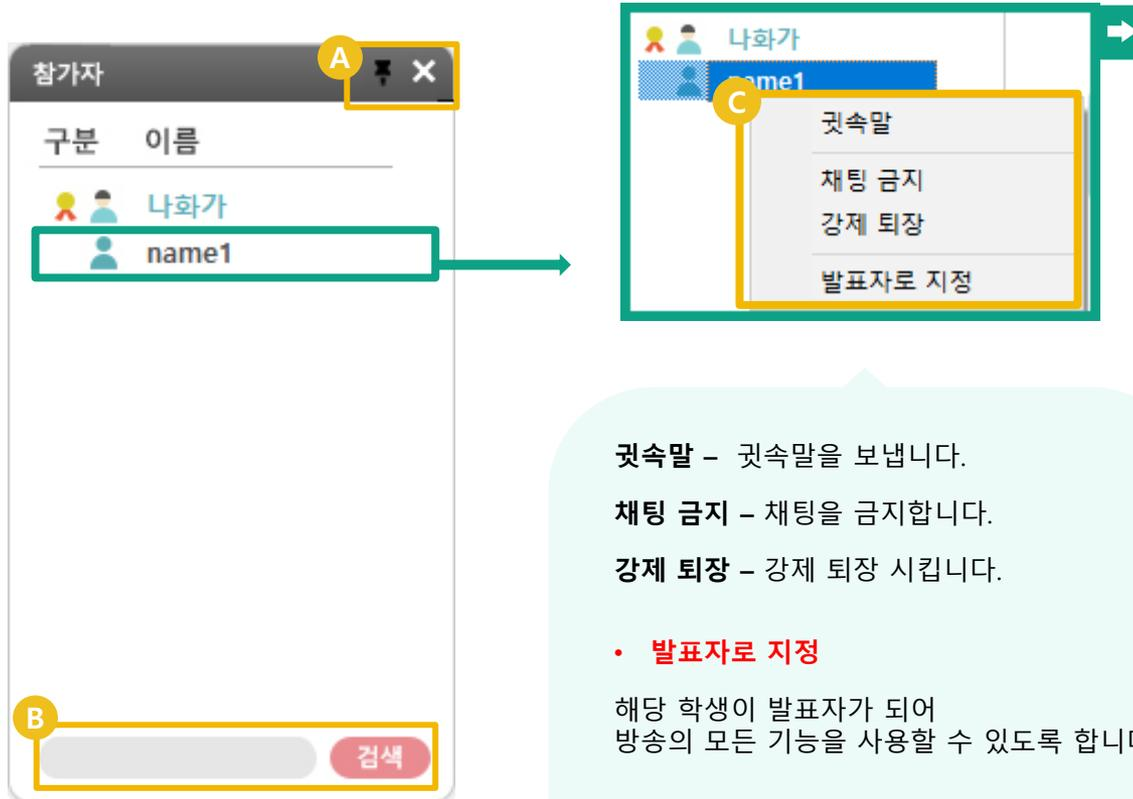 참가자
A
구분 이름
나화가
name1
B
검색
나화가
name1
C
귓속말
채팅 금지
강제 퇴장
발표자로 지정
귓속말 – 귓속말을 보냅니다.
채팅 금지 – 채팅을 금지합니다.
강제 퇴장 – 강제 퇴장 시킵니다.
• 발표자로 지정
해당 학생이 발표자가 되어
방송의 모든 기능을 사용할 수 있도록 합니다